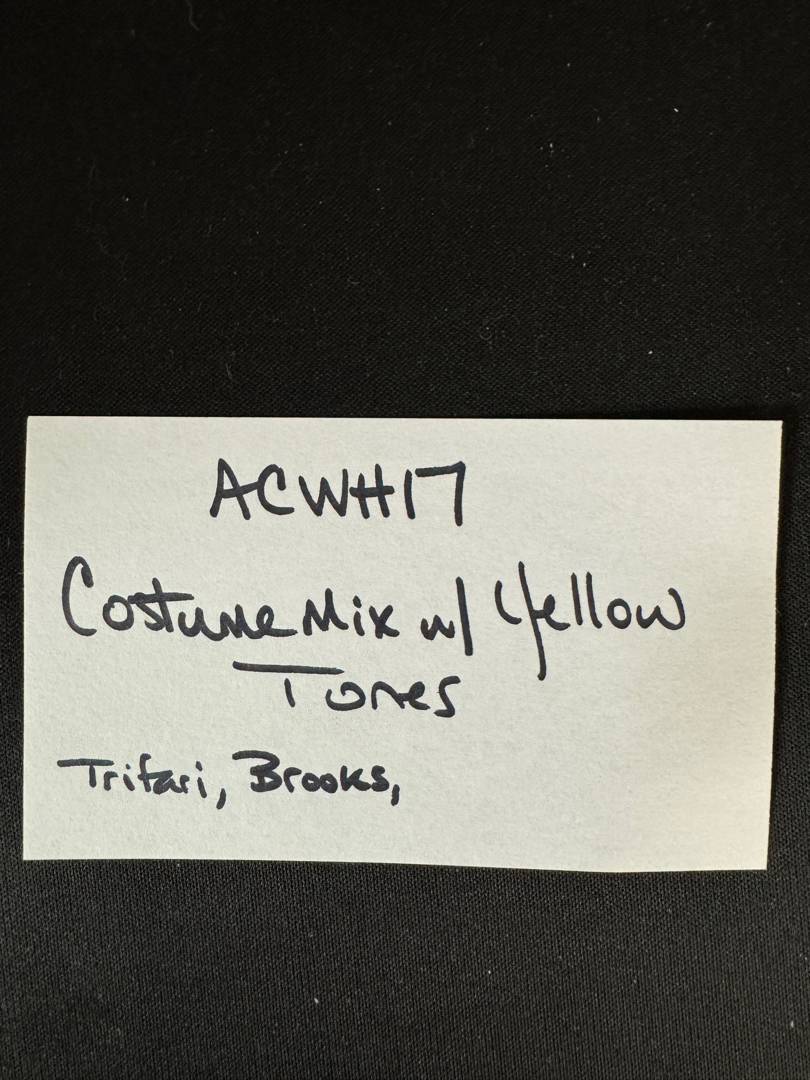 ACWH17
Costume Mix w/ Yellow
Tones
Trifari, Brooks,